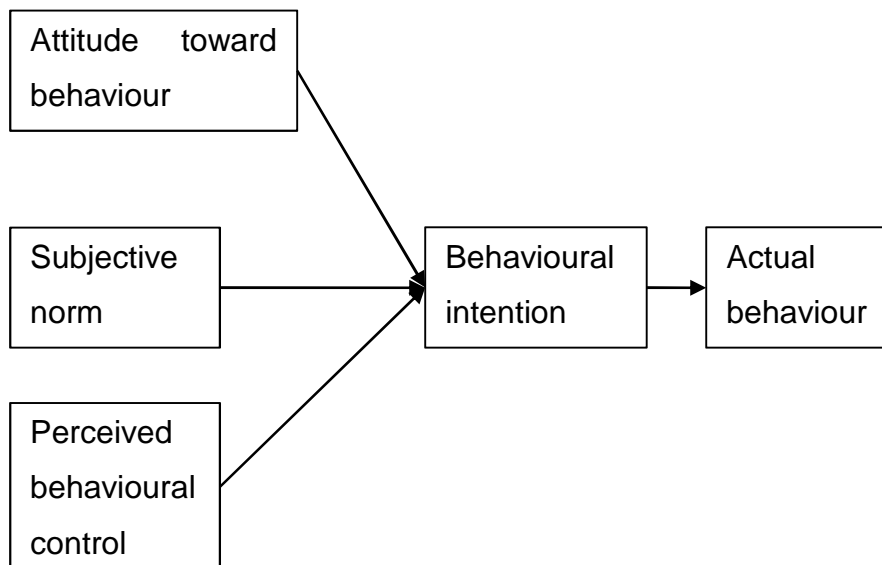 Attitude toward
behaviour
Subjective
norm
Behavioural
intention
Actual
behaviour
Perceived
behavioural
control